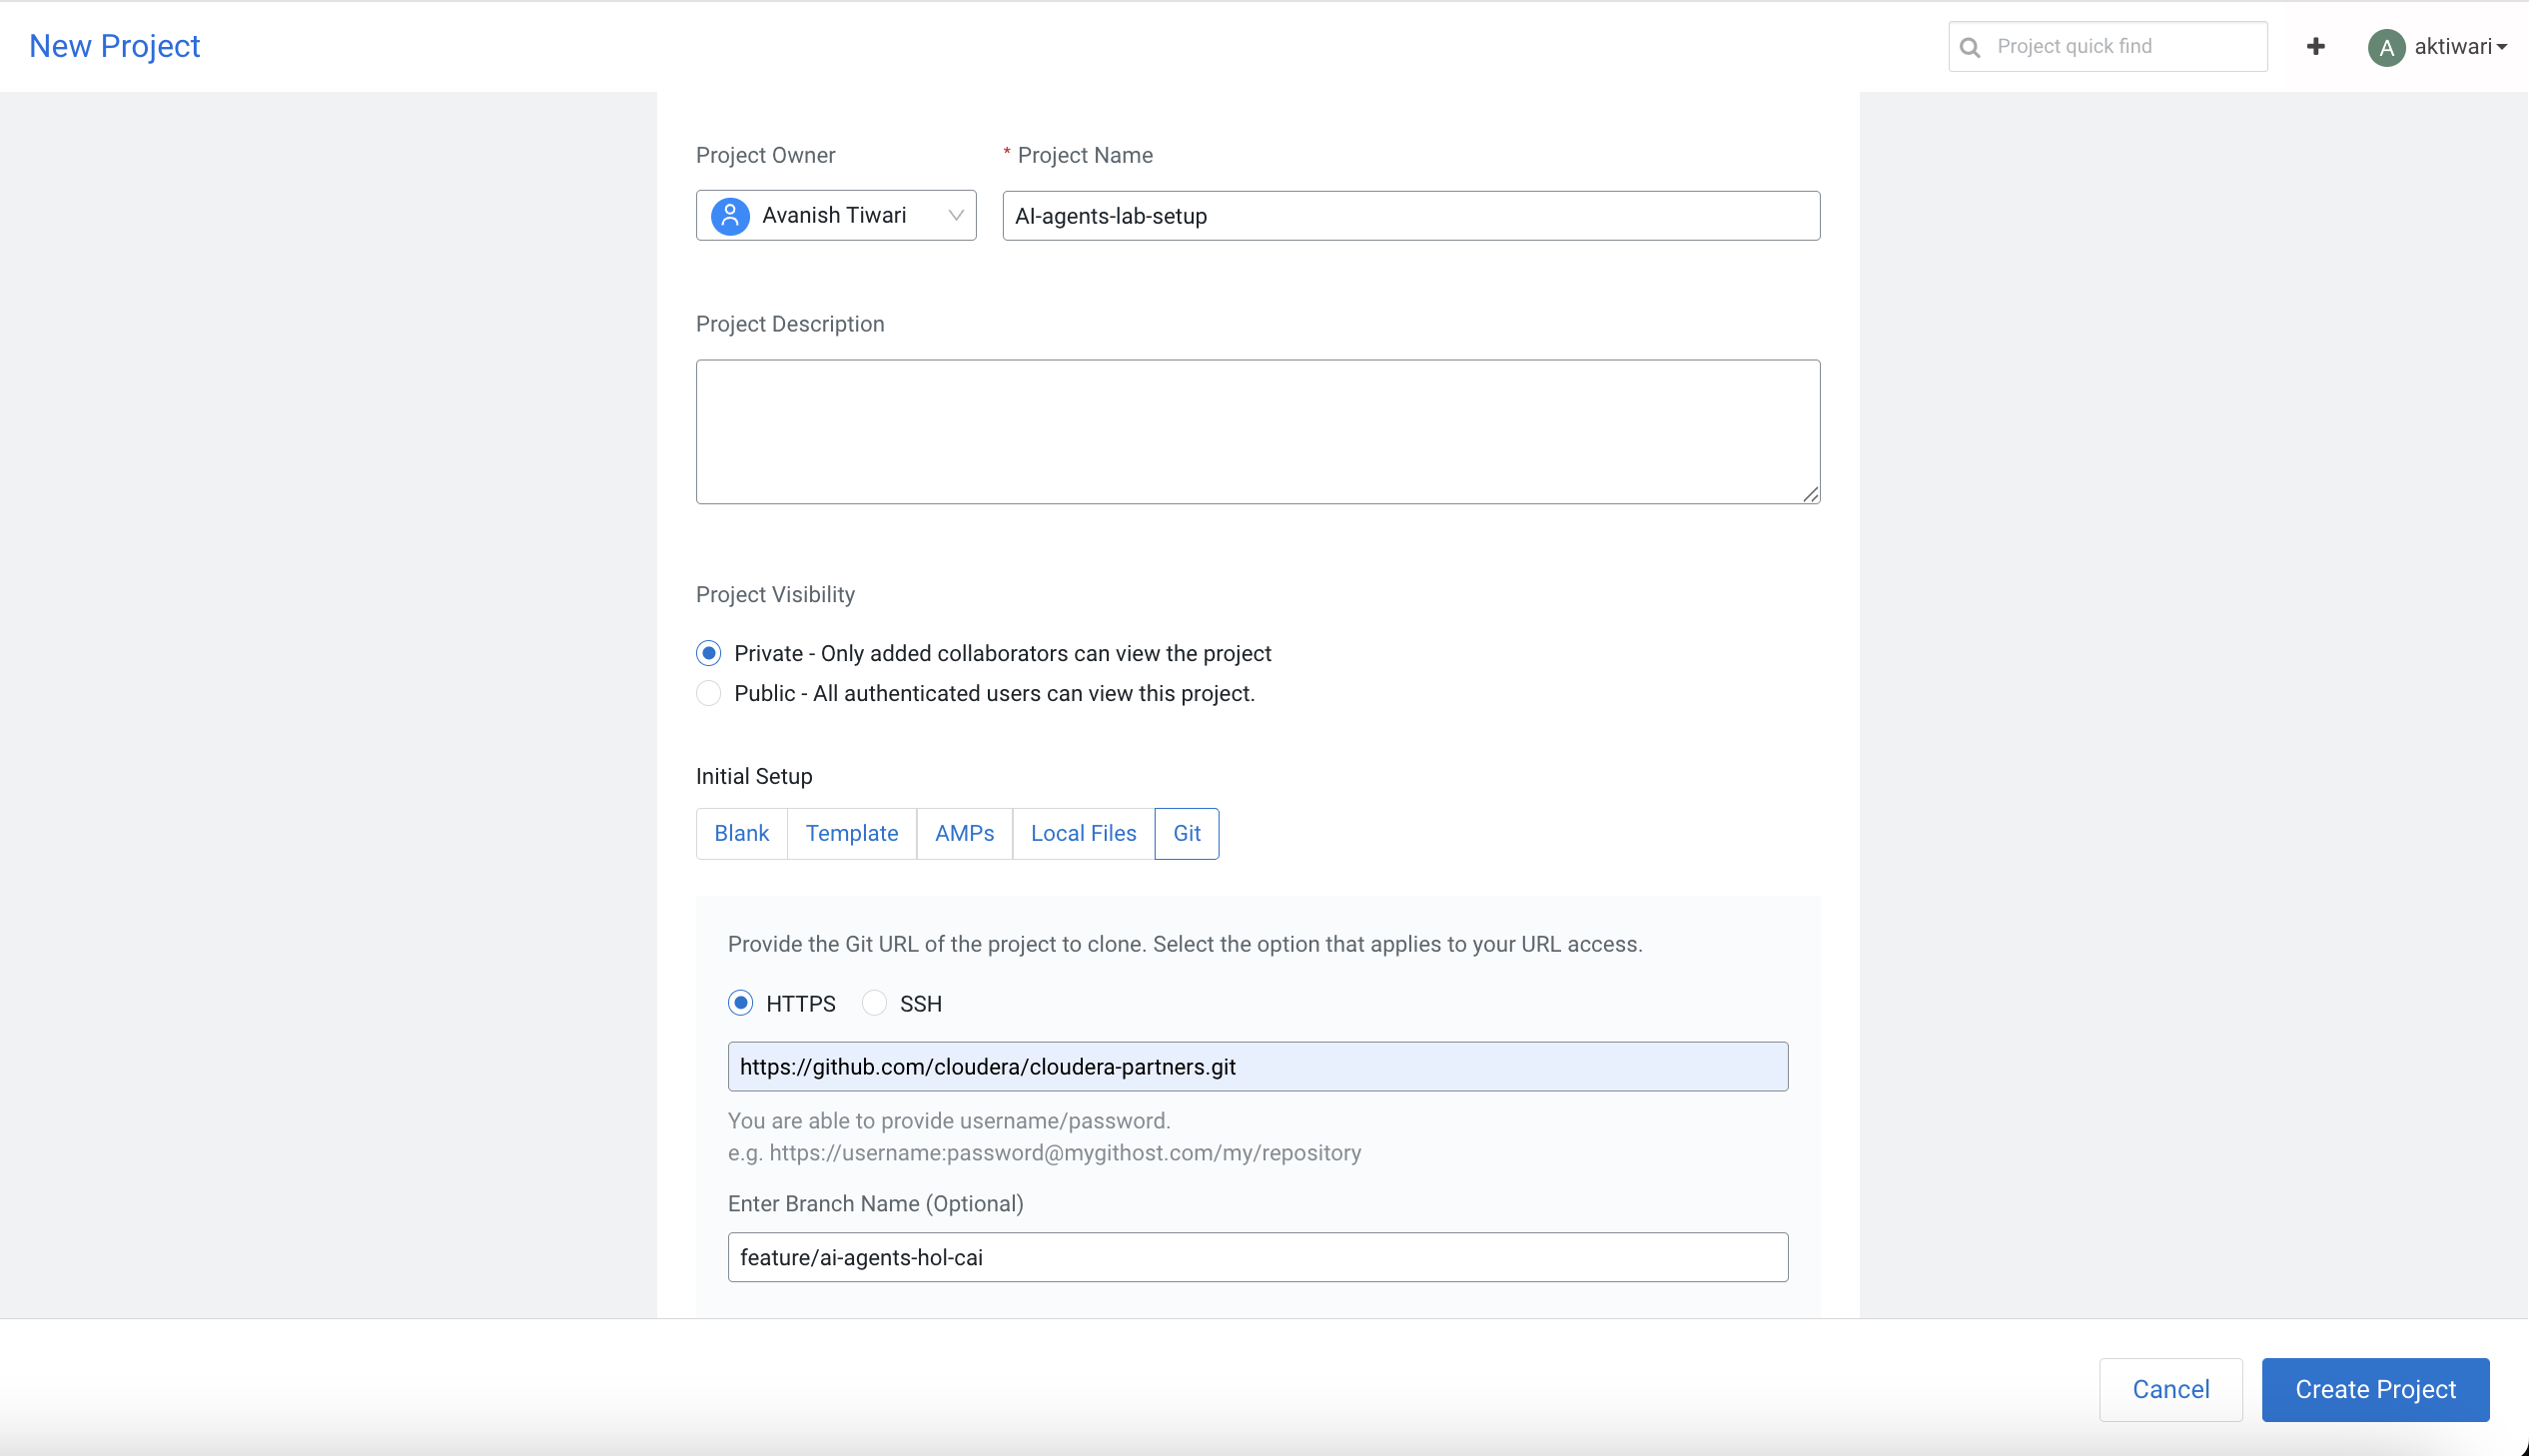 New Project
Project quick find
A aktiwari
Project Owner
* Project Name
Avanish Tiwari
AI-agents-lab-setup
Project Description
Project Visibility
Private - Only added collaborators can view the project
Public - All authenticated users can view this project.
Initial Setup
Blank Template AMPs Local Files Git
Provide the Git URL of the project to clone. Select the option that applies to your URL access.
HTTPS SSH
https://github.com/cloudera/cloudera-partners.git
You are able to provide username/password.
e.g. https://username:password@mygithost.com/my/repository
Enter Branch Name (Optional)
feature/ai-agents-hol-cai
Cancel Create Project